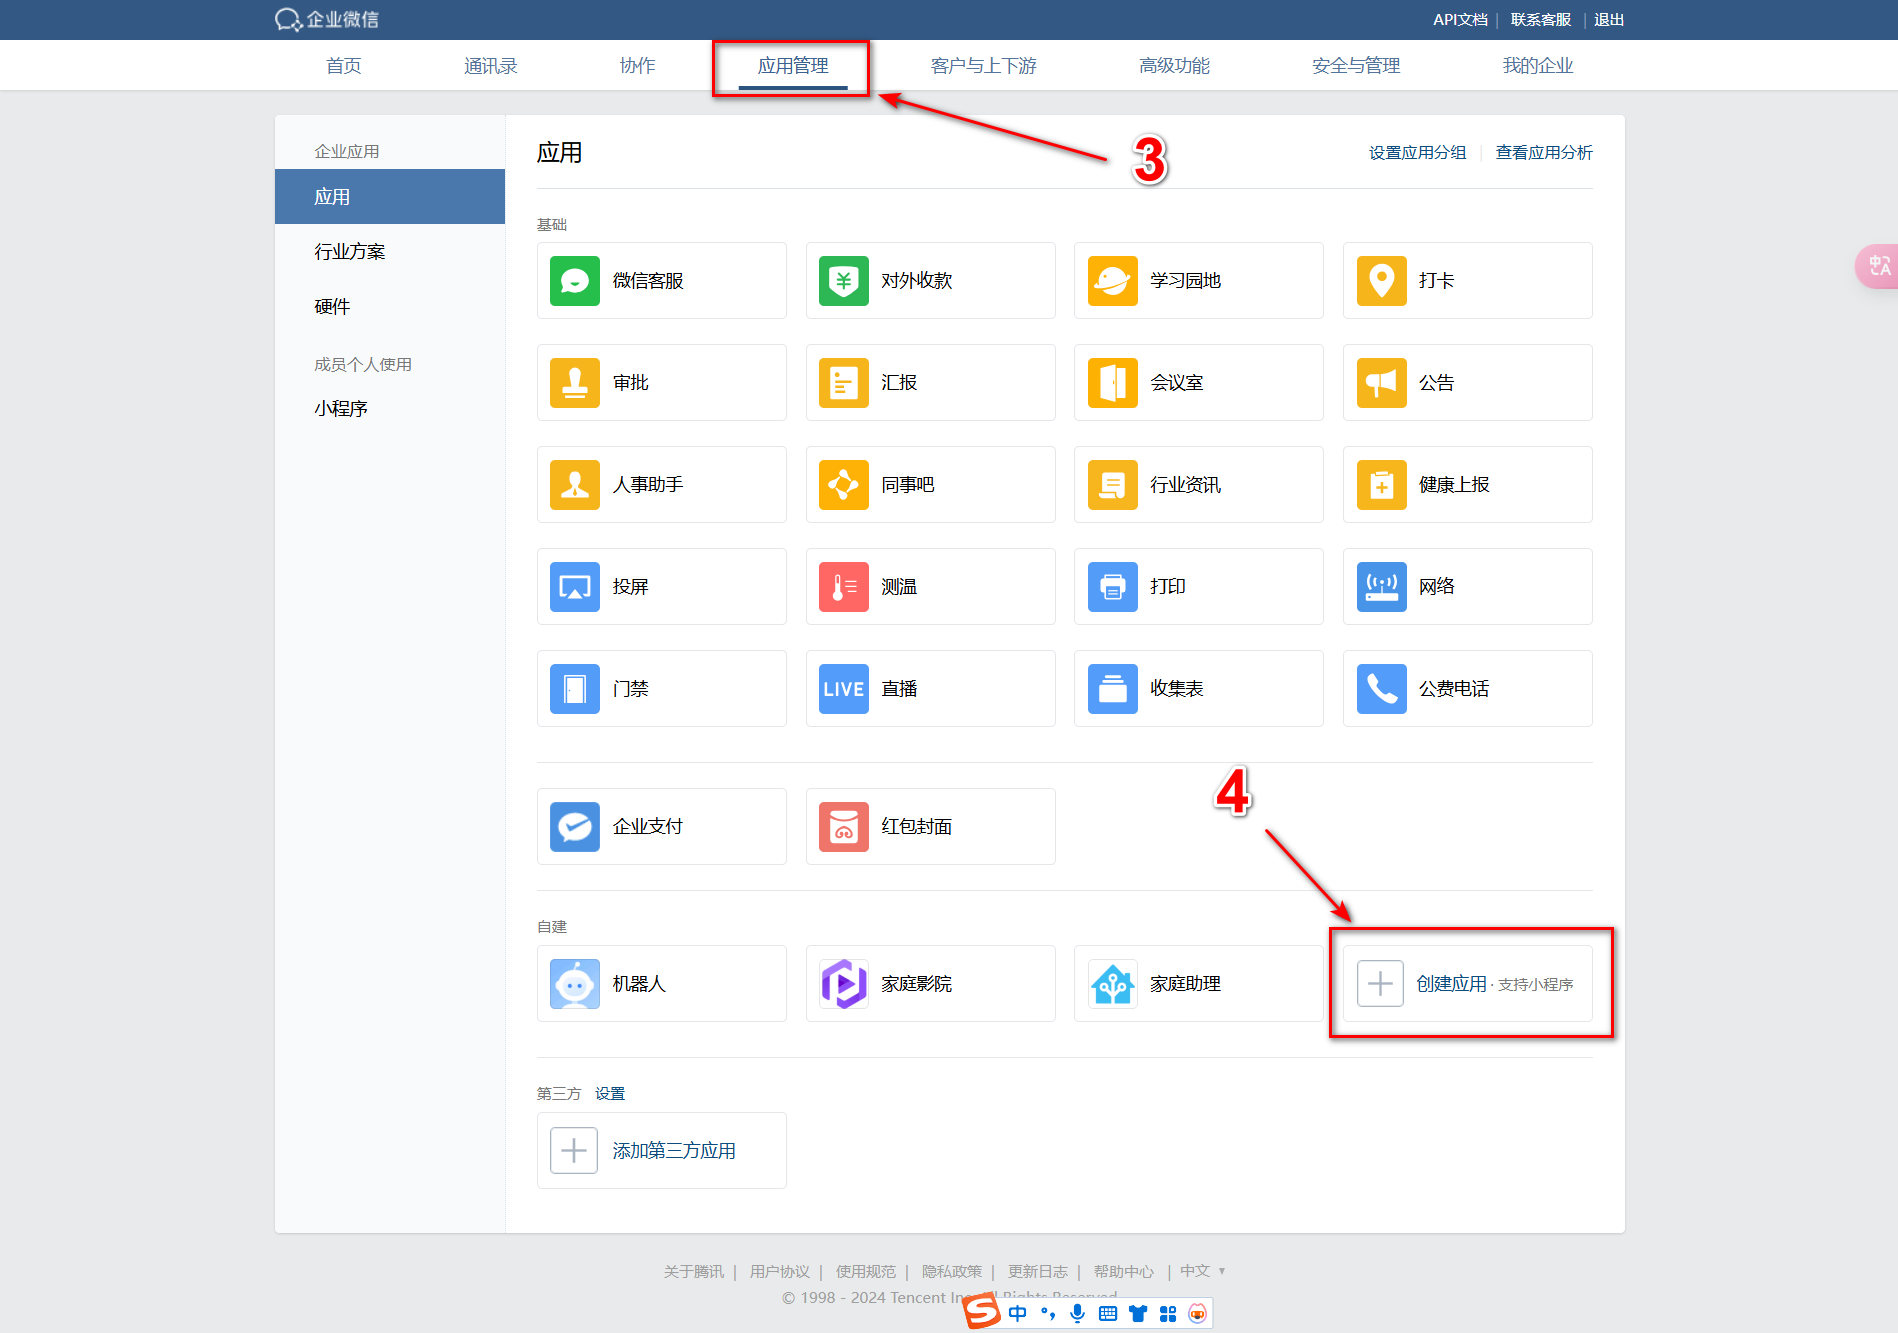 企业微信
API文档 | 联系客服 | 退出
首页 通讯录 协作 应用管理 客户与上下游 高级功能 安全与管理 我的企业
3
企业应用
应用
行业方案
硬件
成员个人使用
小程序
应用
设置应用分组 | 查看应用分析
基础
微信客服 对外收款 学习园地 打卡
审批 汇报 会议室 公告
人事助手 同事吧 行业资讯 健康上报
投屏 测温 打印 网络
门禁 LIVE 直播 收集表 公费电话
4
企业支付 红包封面
自建
机器人 家庭影院 家庭助理 创建应用 · 支持小程序
第三方 设置
添加第三方应用
关于腾讯 | 用户协议 | 使用规范 | 隐私政策 | 更新日志 | 帮助中心 | 中文
© 1998 - 2024 Tencent Inc. All Rights Reserved
中
中A